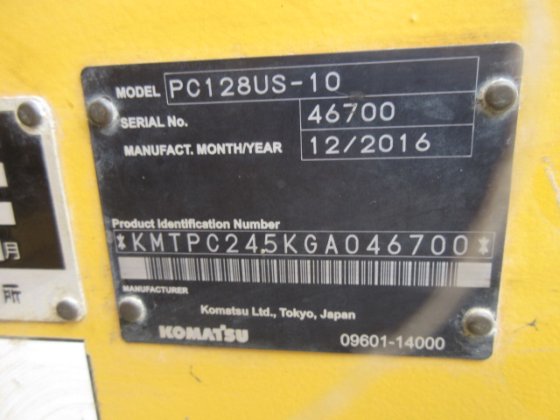 MODEL PC128US-10
SERIAL No. 46700
MANUFACT. MONTH/YEAR 12/2016
Product Identification Number
*KMTPC245KGA046700*
MANUFACTURER
Komatsu Ltd., Tokyo, Japan
KOMATSU 09601-14000
月